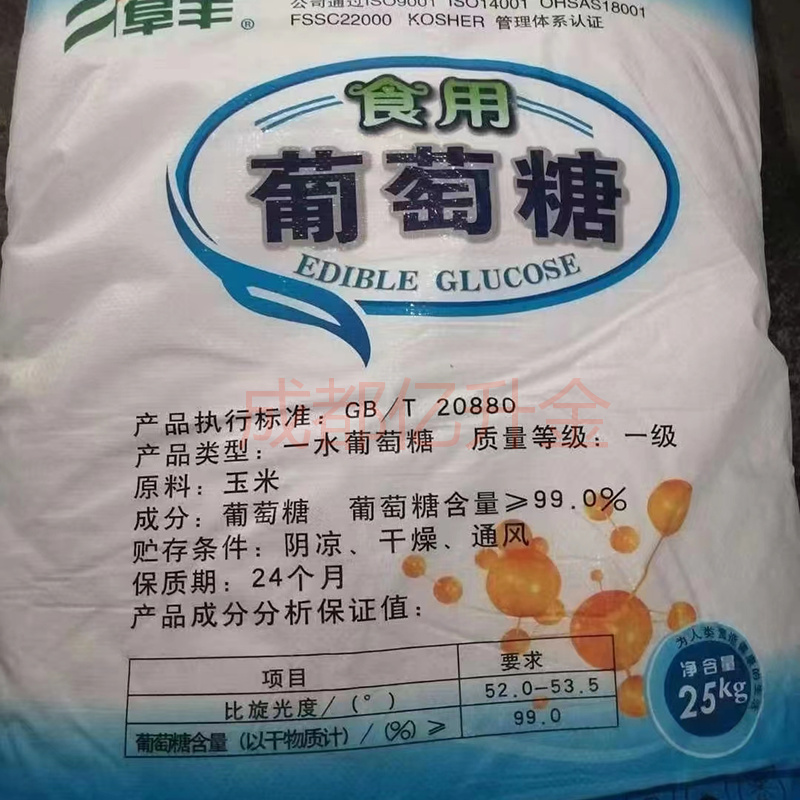 阜丰®
公司通过ISO9001 ISO14001 OHSAS18001
FSSC22000 KOSHER 管理体系认证
食用
葡萄糖
EDIBLE GLUCOSE
成都亿升金
产品执行标准：GB/T 20880
产品类型：一水葡萄糖 质量等级：一级
原料：玉米
成分：葡萄糖 葡萄糖含量≥99.0%
贮存条件：阴凉、干燥、通风
保质期：24个月
产品成分分析保证值：
项目 要求
比旋光度/（°） 52.0—53.5
葡萄糖含量（以干物质计）/（%）≥ 99.0
为人类
净含量
25kg